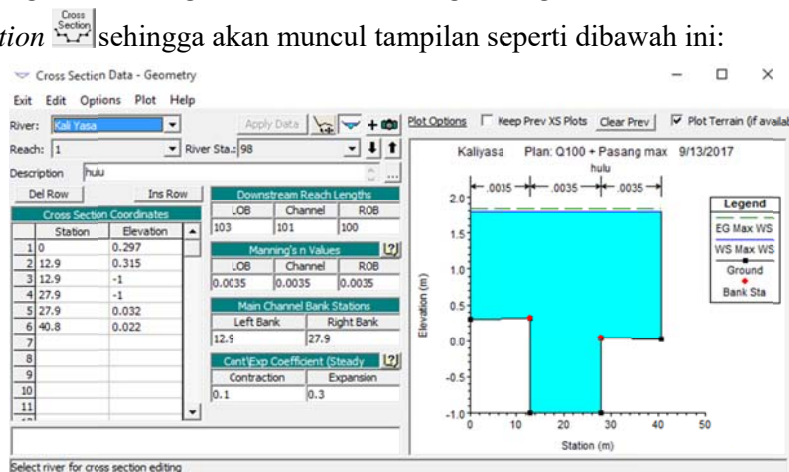 Cross
Section
tion sehingga akan muncul tampilan seperti dibawah ini:
Cross Section Data - Geometry
Exit Edit Options Plot Help
River: Kali Yasa Apply Data
Reach: 1 River Sta.: 98
Description hulu ...
Del Row Ins Row
Cross Section Coordinates
Station Elevation
1 0 0.297
2 12.9 0.315
3 12.9 -1
4 27.9 -1
5 27.9 0.032
6 40.8 0.022
7
8
9
10
11
Downstream Reach Lengths
LOB Channel ROB
103 101 100
Manning's n Values
LOB Channel ROB
0.0035 0.0035 0.0035
Main Channel Bank Stations
Left Bank Right Bank
12.9 27.9
Cont\Exp Coefficient (Steady
Contraction Expansion
0.1 0.3
Select river for cross section editing
Plot Options Keep Prev XS Plots Clear Prev Plot Terrain (if availab
Kaliyasa Plan: Q100 + Pasang max 9/13/2017
hulu
.0015 .0035 .0035
2.0
1.5
1.0
0.5
0.0
-0.5
-1.0
0 10 20 30 40 50
Elevation (m)
Station (m)
Legend
EG Max WS
WS Max WS
Ground
Bank Sta